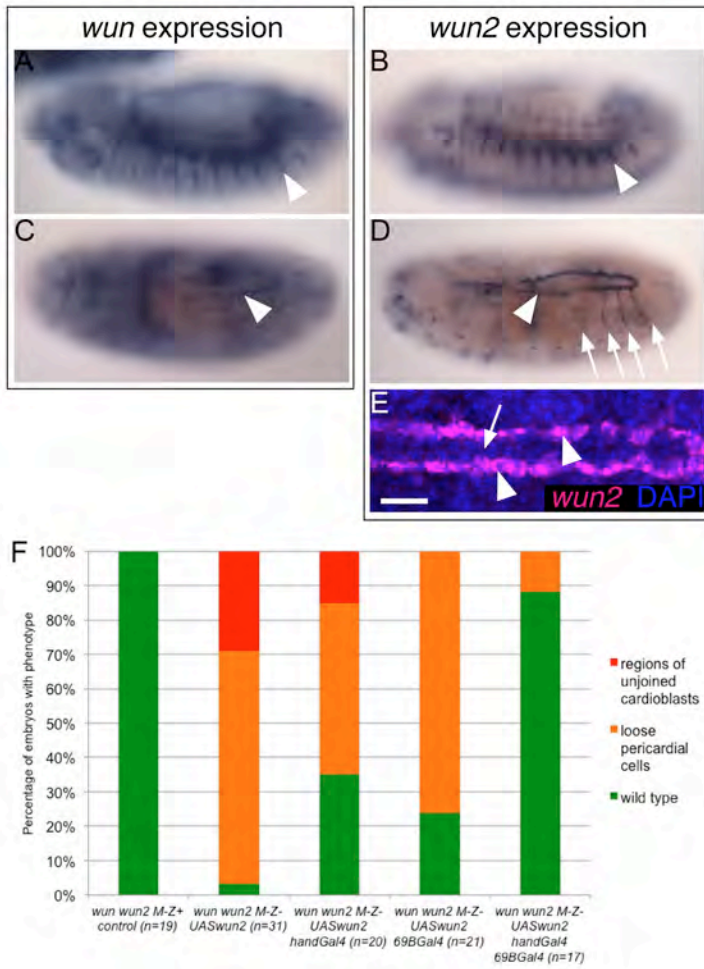 wun expression
wun2 expression
A
B
C
D
E
wun2 DAPI
F
Percentage of embryos with phenotype
100%
90%
80%
70%
60%
50%
40%
30%
20%
10%
0%
regions of
unjoined
cardioblasts
loose
pericardial
cells
wild type
wun wun2 M-Z+
control (n=19)
wun wun2 M-Z-
UASwun2 (n=31)
wun wun2 M-Z-
UASwun2
handGal4 (n=20)
wun wun2 M-Z-
UASwun2
69BGal4 (n=21)
wun wun2 M-Z-
UASwun2
handGal4
69BGal4 (n=17)